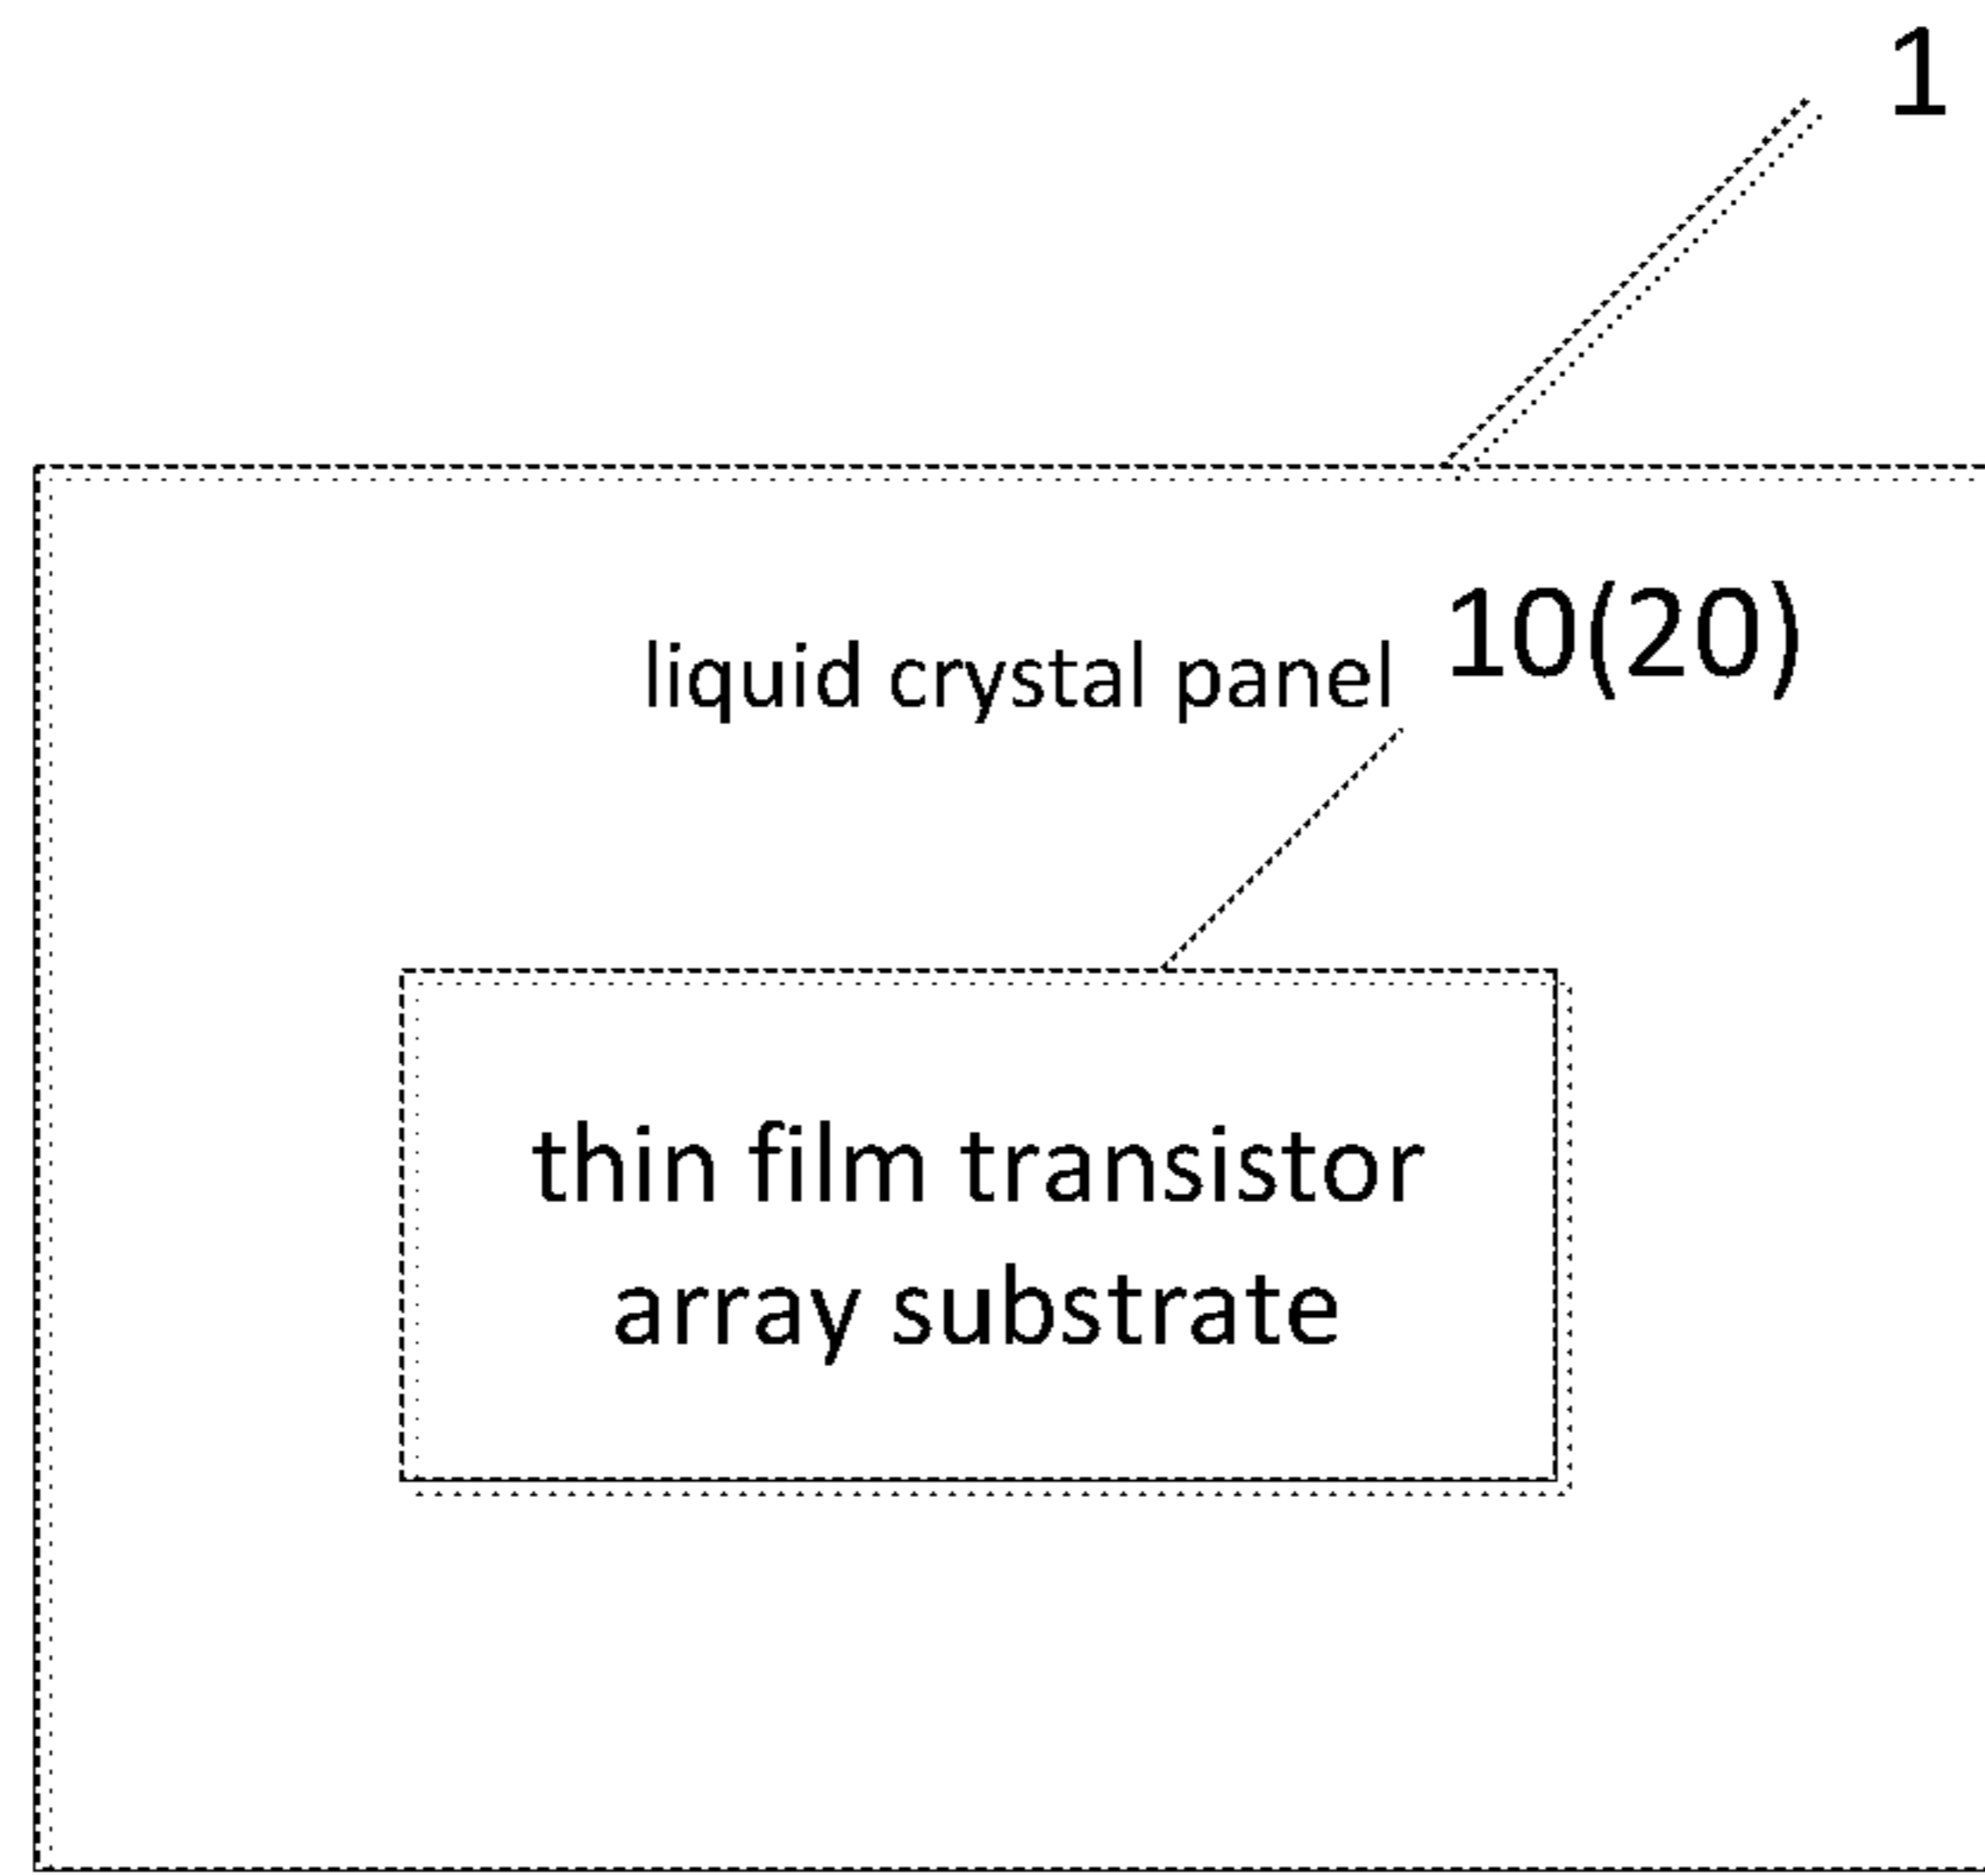 1
liquid crystal panel 10(20)
thin film transistor
array substrate